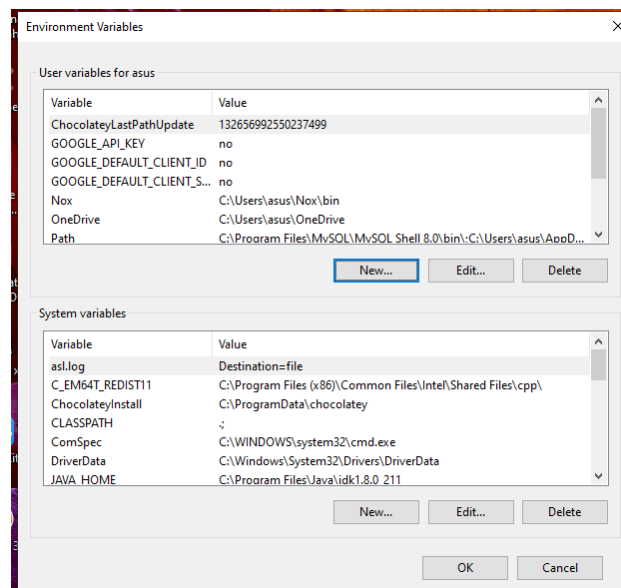 Environment Variables
User variables for asus
Variable Value
ChocolateyLastPathUpdate 132656992550237499
GOOGLE_API_KEY no
GOOGLE_DEFAULT_CLIENT_ID no
GOOGLE_DEFAULT_CLIENT_S... no
Nox C:\Users\asus\Nox\bin
OneDrive C:\Users\asus\OneDrive
Path C:\Program Files\MySQL\MySQL Shell 8.0\bin\;C:\Users\asus\AppD...
New... Edit... Delete
System variables
Variable Value
asl.log Destination=file
C_EM64T_REDIST11 C:\Program Files (x86)\Common Files\Intel\Shared Files\cpp\
ChocolateyInstall C:\ProgramData\chocolatey
CLASSPATH .;
ComSpec C:\WINDOWS\system32\cmd.exe
DriverData C:\Windows\System32\Drivers\DriverData
JAVA_HOME C:\Program Files\Java\jdk1.8.0_211
New... Edit... Delete
OK Cancel